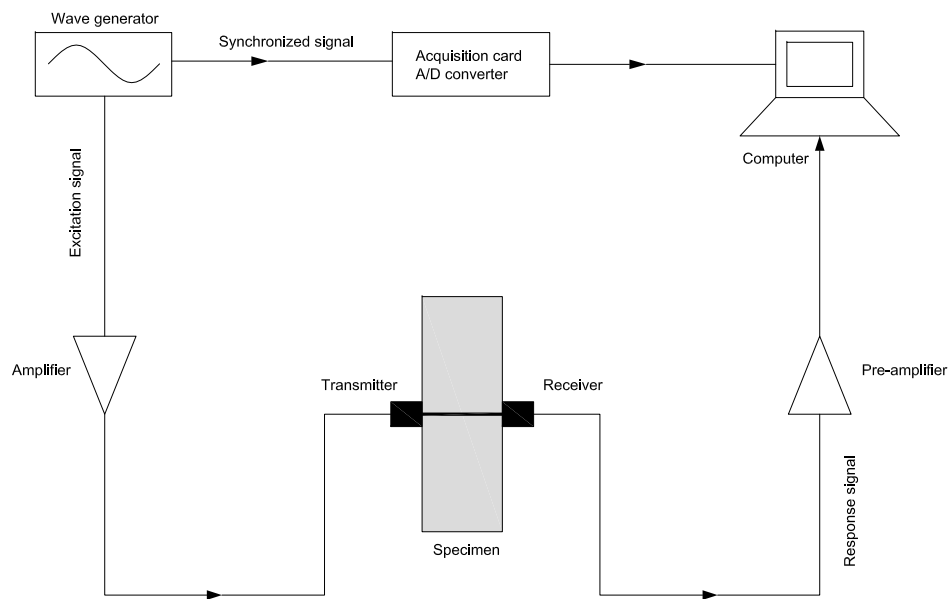 Wave generator
Synchronized signal
Acquisition card
A/D converter
Computer
Excitation signal
Amplifier
Transmitter
Receiver
Pre-amplifier
Response signal
Specimen